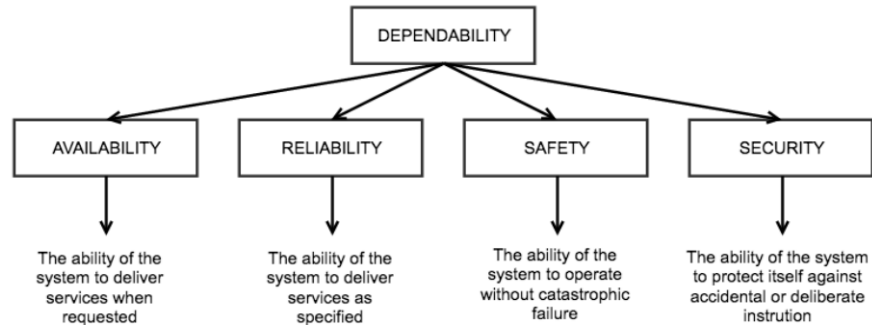 DEPENDABILITY
AVAILABILITY
RELIABILITY
SAFETY
SECURITY
The ability of the
system to deliver
services when
requested
The ability of the
system to deliver
services as
specified
The ability of the
system to operate
without catastrophic
failure
The ability of the system
to protect itself against
accidental or deliberate
instrution